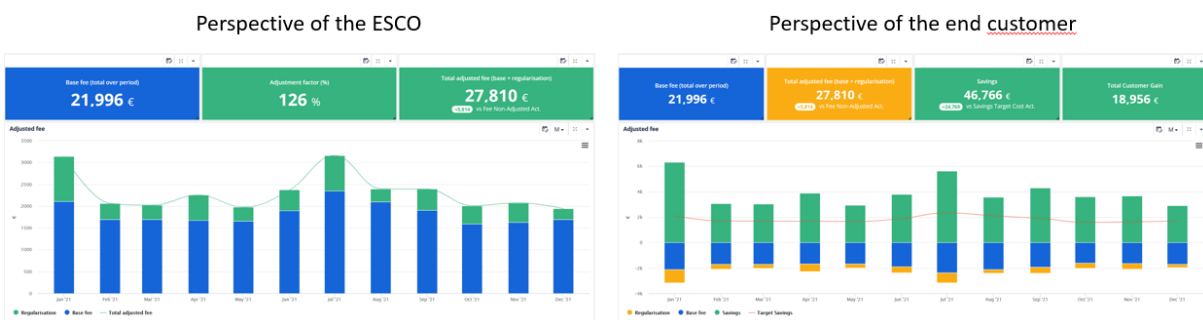 Perspective of the ESCO
Perspective of the end customer
Base fee (total over period)
21,996 €
Adjustment factor (%)
126 %
Total adjusted fee (base + regularisation)
27,810 €
+5,814 vs Fee Non-Adjusted Act.
Adjusted fee
M
3500
3000
2500
2000
1500
1000
500
0
€
Jan '21
Feb '21
Mar '21
Apr '21
May '21
Jun '21
Jul '21
Aug '21
Sep '21
Oct '21
Nov '21
Dec '21
Regularisation
Base fee
Total adjusted fee
Base fee (total over period)
21,996 €
Total adjusted fee (base + regularisation)
27,810 €
+5,814 vs Fee Non-Adjusted Act.
Savings
46,766 €
+24,768 vs Savings Target Cost Act.
Total Customer Gain
18,956 €
Adjusted fee
M
8k
6k
4k
2k
0
-2k
-4k
€
Jan '21
Feb '21
Mar '21
Apr '21
May '21
Jun '21
Jul '21
Aug '21
Sep '21
Oct '21
Nov '21
Dec '21
Regularisation
Base fee
Savings
Target Savings